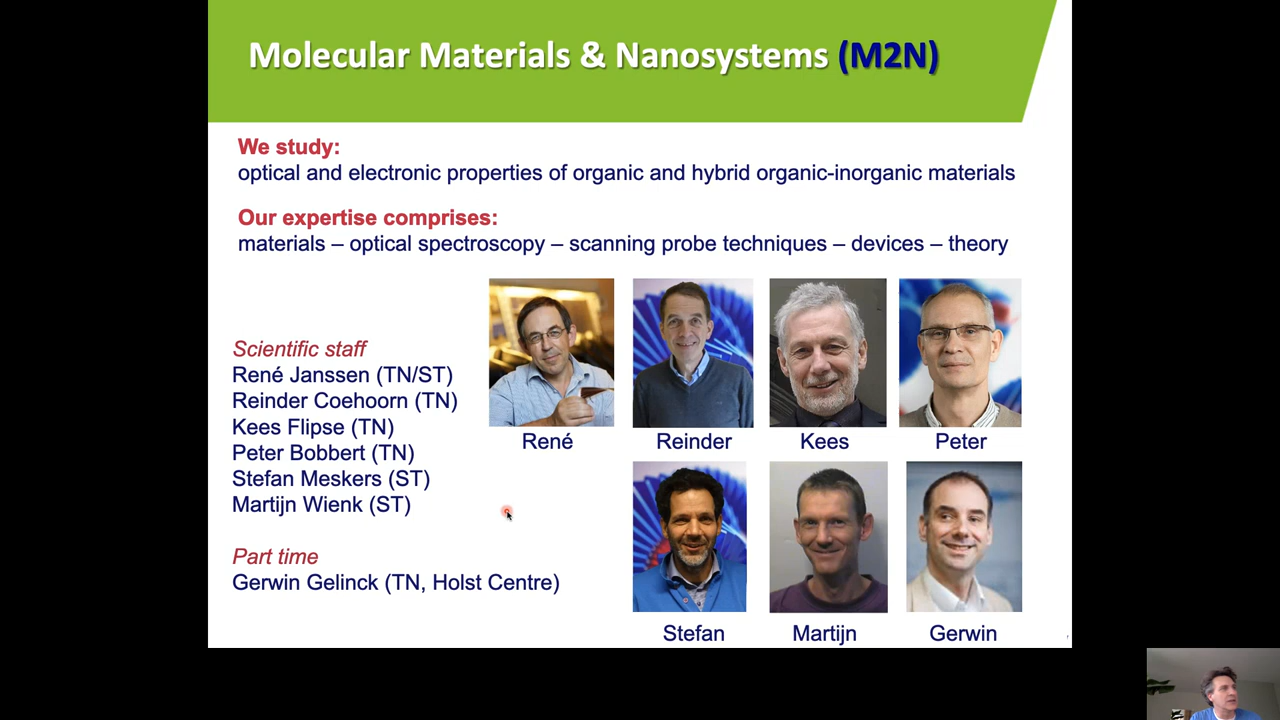 Molecular Materials & Nanosystems (M2N)
We study:
optical and electronic properties of organic and hybrid organic-inorganic materials
Our expertise comprises:
materials – optical spectroscopy – scanning probe techniques – devices – theory
Scientific staff
René Janssen (TN/ST)
Reinder Coehoorn (TN)
Kees Flipse (TN)
Peter Bobbert (TN)
Stefan Meskers (ST)
Martijn Wienk (ST)
Part time
Gerwin Gelinck (TN, Holst Centre)
René Reinder Kees Peter
Stefan Martijn Gerwin